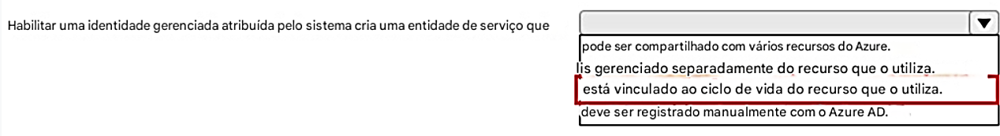 Habilitar uma identidade gerenciada atribuída pelo sistema cria uma entidade de serviço que
pode ser compartilhado com vários recursos do Azure.
lis gerenciado separadamente do recurso que o utiliza.
está vinculado ao ciclo de vida do recurso que o utiliza.
deve ser registrado manualmente com o Azure AD.